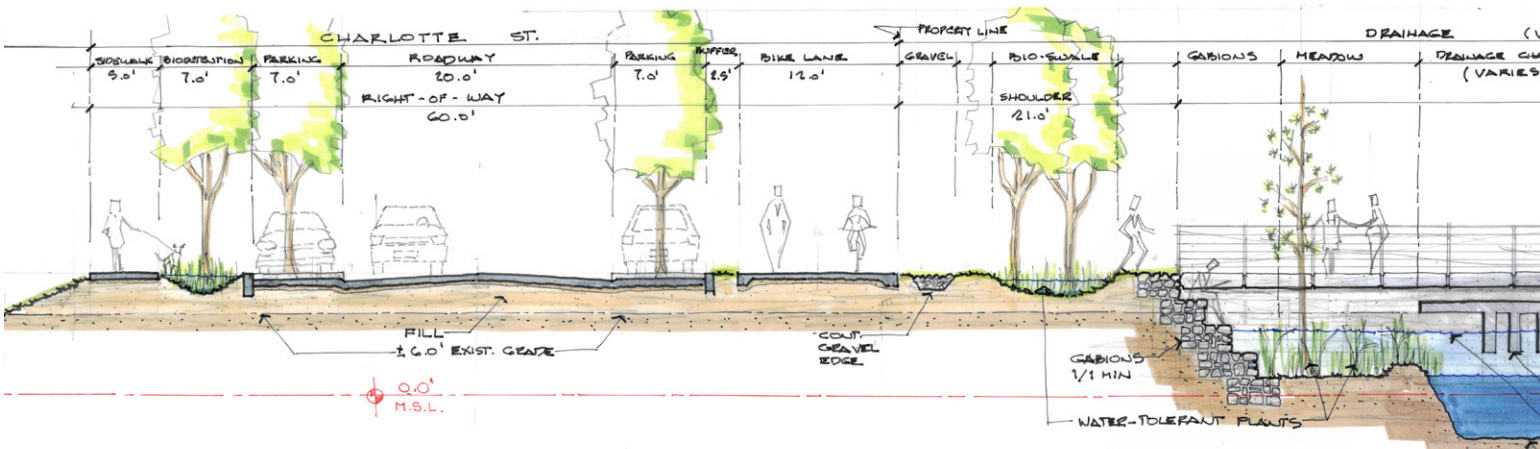 CHARLOTTE ST.
PROPERTY LINE
DRAINAGE
SIDEWALK
5.0'
BIORETENTION
7.0'
PARKING
7.0'
ROADWAY
20.0'
PARKING
7.0'
BUFFER
2.5'
BIKE LANE
12.0'
GRAVEL
BIO-SWALE
GABIONS
MEADOW
DRAINAGE
(VARIES
RIGHT-OF-WAY
60.0'
SHOULDER
21.0'
FILL
± 6.0' EXIST. GRADE
CONT.
GRAVEL
EDGE
GABIONS
1/1 MIN
0.0'
M.S.L.
WATER-TOLERANT PLANTS